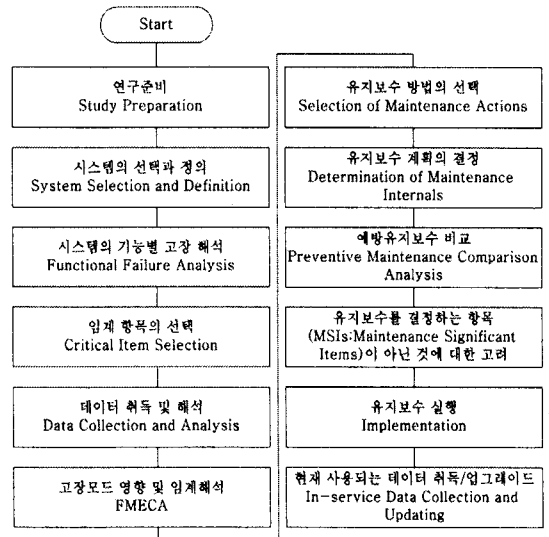 Start
연구준비
Study Preparation
시스템의 선택과 정의
System Selection and Definition
시스템의 기능별 고장 해석
Functional Failure Analysis
임계 항목의 선택
Critical Item Selection
데이터 취득 및 해석
Data Collection and Analysis
고장모드 영향 및 임계해석
FMECA
유지보수 방법의 선택
Selection of Maintenance Actions
유지보수 계획의 결정
Determination of Maintenance
Internals
예방유지보수 비교
Preventive Maintenance Comparison
Analysis
유지보수를 결정하는 항목
(MSIs:Maintenance Significant
Items)이 아닌 것에 대한 고려
유지보수 실행
Implementation
현재 사용되는 데이터 취득/업그레이드
In-service Data Collection and
Updating